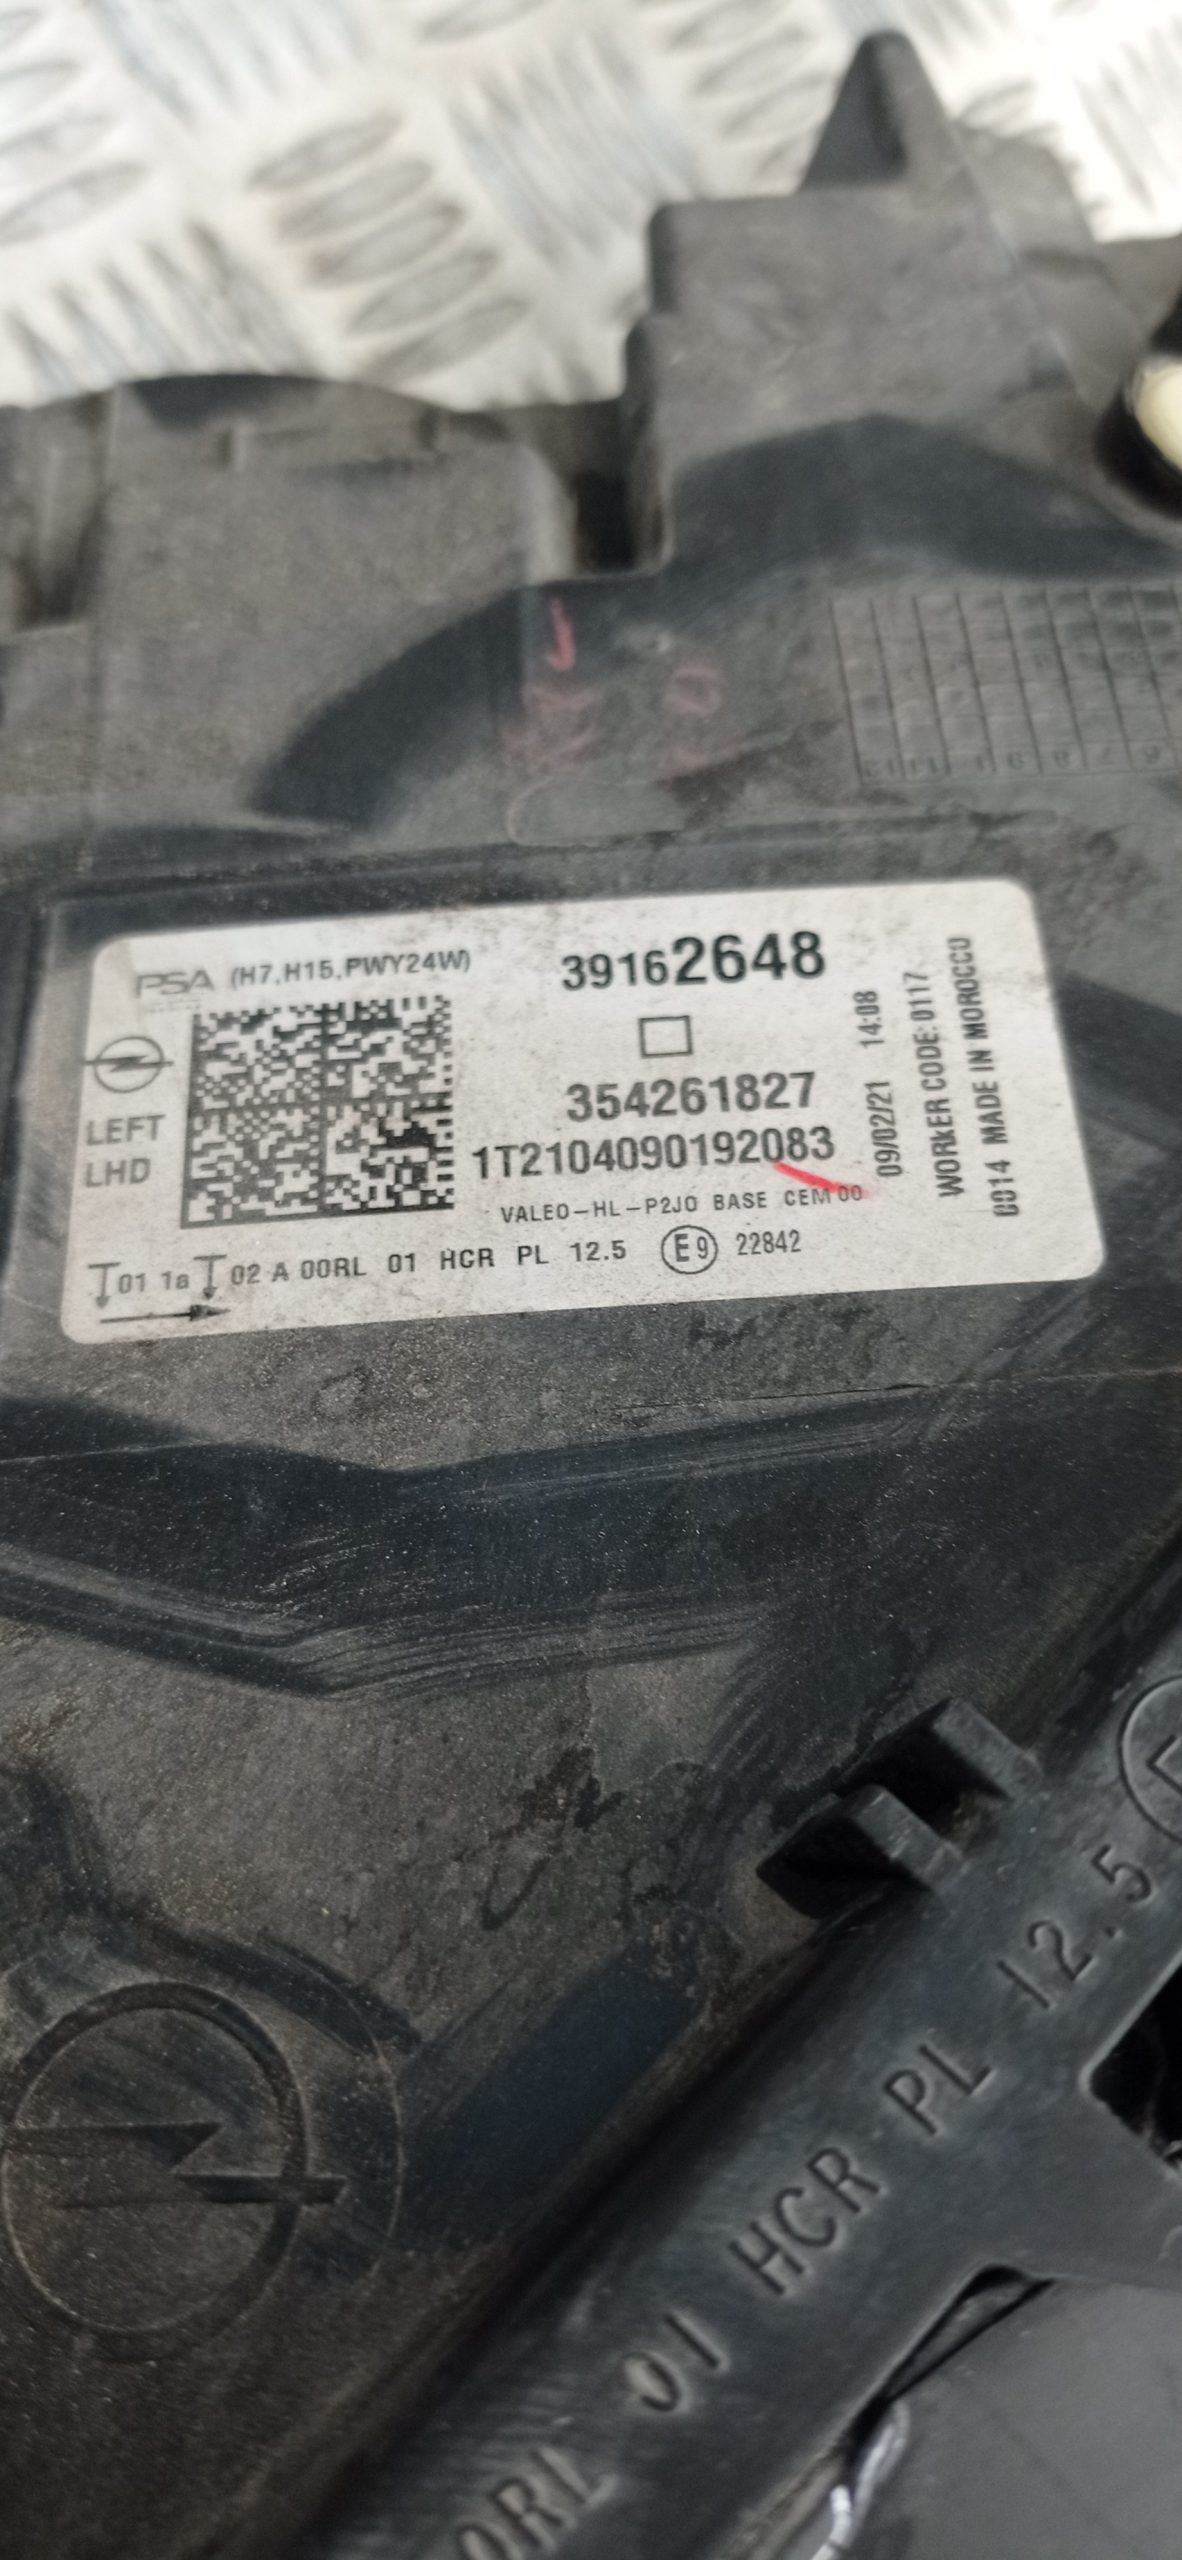 PSA (H7,H15,PWY24W)
39162648
LEFT
LHD
354261827
1T2104090192083
VALEO-HL-P2JO BASE CEM 00
01 1a 02 A 00RL 01 HCR PL 12.5 E9 22842
09/02/21 14:08
WORKER CODE: 0117
0014 MADE IN MOROCCO
0RL 01 HCR PL 12.5